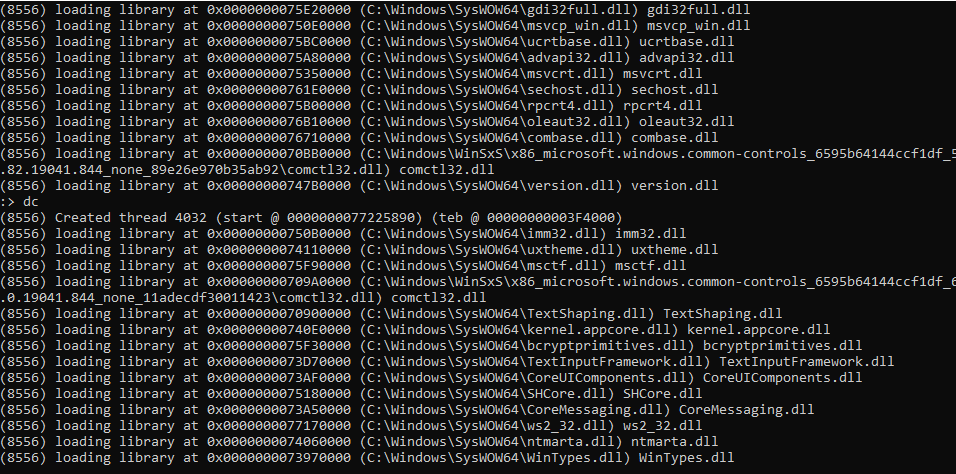 (8556) loading library at 0x0000000075E20000 (C:\Windows\SysWOW64\gdi32full.dll) gdi32full.dll
(8556) loading library at 0x00000000750E0000 (C:\Windows\SysWOW64\msvcp_win.dll) msvcp_win.dll
(8556) loading library at 0x0000000075BC0000 (C:\Windows\SysWOW64\ucrtbase.dll) ucrtbase.dll
(8556) loading library at 0x0000000075A80000 (C:\Windows\SysWOW64\advapi32.dll) advapi32.dll
(8556) loading library at 0x0000000075350000 (C:\Windows\SysWOW64\msvcrt.dll) msvcrt.dll
(8556) loading library at 0x00000000761E0000 (C:\Windows\SysWOW64\sechost.dll) sechost.dll
(8556) loading library at 0x0000000075B00000 (C:\Windows\SysWOW64\rpcrt4.dll) rpcrt4.dll
(8556) loading library at 0x0000000076B10000 (C:\Windows\SysWOW64\oleaut32.dll) oleaut32.dll
(8556) loading library at 0x0000000076710000 (C:\Windows\SysWOW64\combase.dll) combase.dll
(8556) loading library at 0x0000000070BB0000 (C:\Windows\WinSxS\x86_microsoft.windows.common-controls_6595b64144ccf1df_5
.82.19041.844_none_89e26e970b35ab92\comctl32.dll) comctl32.dll
(8556) loading library at 0x00000000747B0000 (C:\Windows\SysWOW64\version.dll) version.dll
:> dc
(8556) Created thread 4032 (start @ 0000000077225890) (teb @ 00000000003F4000)
(8556) loading library at 0x00000000750B0000 (C:\Windows\SysWOW64\imm32.dll) imm32.dll
(8556) loading library at 0x0000000074110000 (C:\Windows\SysWOW64\uxtheme.dll) uxtheme.dll
(8556) loading library at 0x0000000075F90000 (C:\Windows\SysWOW64\msctf.dll) msctf.dll
(8556) loading library at 0x00000000709A0000 (C:\Windows\WinSxS\x86_microsoft.windows.common-controls_6595b64144ccf1df_6
.0.19041.844_none_11adecdf30011423\comctl32.dll) comctl32.dll
(8556) loading library at 0x0000000070900000 (C:\Windows\SysWOW64\TextShaping.dll) TextShaping.dll
(8556) loading library at 0x00000000740E0000 (C:\Windows\SysWOW64\kernel.appcore.dll) kernel.appcore.dll
(8556) loading library at 0x0000000075F30000 (C:\Windows\SysWOW64\bcryptprimitives.dll) bcryptprimitives.dll
(8556) loading library at 0x0000000073D70000 (C:\Windows\SysWOW64\TextInputFramework.dll) TextInputFramework.dll
(8556) loading library at 0x0000000073AF0000 (C:\Windows\SysWOW64\CoreUIComponents.dll) CoreUIComponents.dll
(8556) loading library at 0x0000000075180000 (C:\Windows\SysWOW64\SHCore.dll) SHCore.dll
(8556) loading library at 0x0000000073A50000 (C:\Windows\SysWOW64\CoreMessaging.dll) CoreMessaging.dll
(8556) loading library at 0x0000000077170000 (C:\Windows\SysWOW64\ws2_32.dll) ws2_32.dll
(8556) loading library at 0x0000000074060000 (C:\Windows\SysWOW64\ntmarta.dll) ntmarta.dll
(8556) loading library at 0x0000000073970000 (C:\Windows\SysWOW64\WinTypes.dll) WinTypes.dll